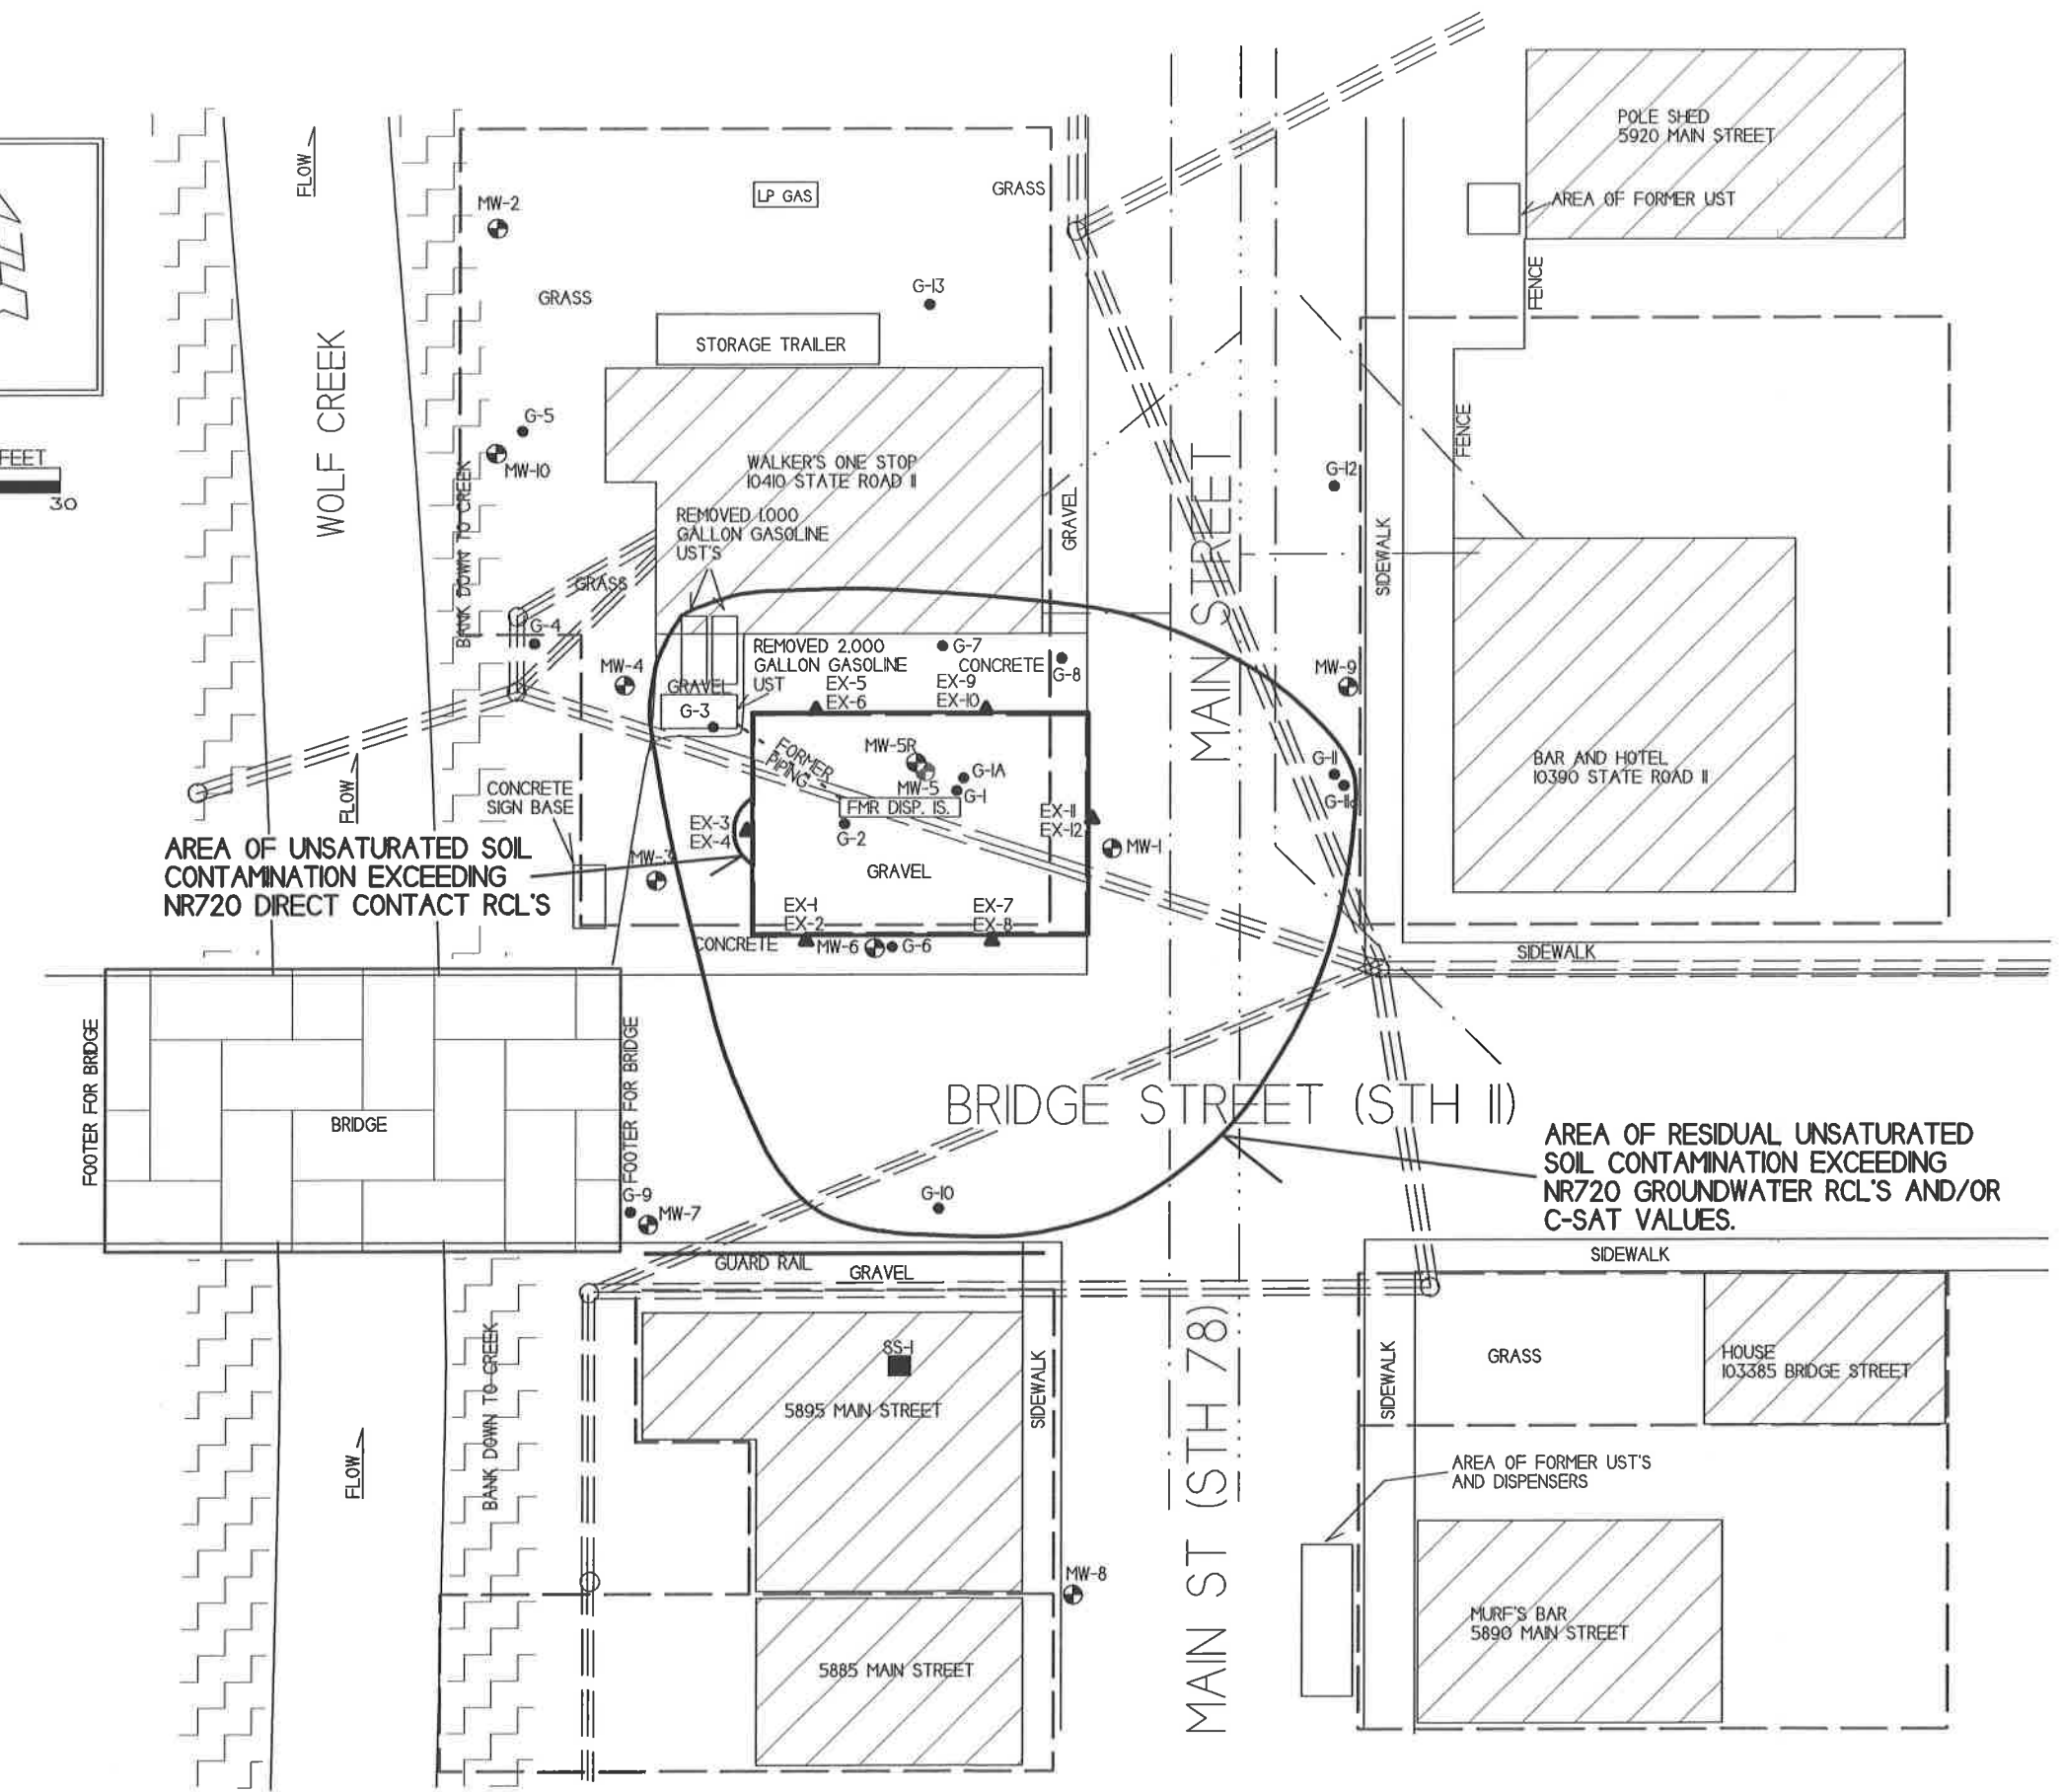 POLE SHED
5920 MAIN STREET
AREA OF FORMER UST
FENCE
FENCE
FLOW
MW-2
LP GAS
GRASS
GRASS
G-13
STORAGE TRAILER
WOLF CREEK
FEET
30
G-5
MW-10
BANK DOWN TO CREEK
WALKER'S ONE STOP
10410 STATE ROAD 11
REMOVED 1,000
GALLON GASOLINE
UST'S
GRAVEL
MAIN STREET
G-12
SIDEWALK
GRASS
G-4
MW-4
REMOVED 2,000
GALLON GASOLINE
UST
G-7
CONCRETE
G-8
MW-9
GRAVEL
G-3
EX-5
EX-6
EX-9
EX-10
FORMER
PIPING
MW-5R
MW-5
G-1A
G-1
FMR DISP. IS.
G-2
GRAVEL
G-11
BAR AND HOTEL
10390 STATE ROAD 11
FLOW
CONCRETE
SIGN BASE
EX-3
EX-4
EX-11
EX-12
MW-1
AREA OF UNSATURATED SOIL
CONTAMINATION EXCEEDING
NR720 DIRECT CONTACT RCL'S
EX-1
EX-2
EX-7
EX-8
CONCRETE
MW-6
G-6
SIDEWALK
FOOTER FOR BRIDGE
BRIDGE
FOOTER FOR BRIDGE
BRIDGE STREET (STH 11)
AREA OF RESIDUAL UNSATURATED
SOIL CONTAMINATION EXCEEDING
NR720 GROUNDWATER RCL'S AND/OR
C-SAT VALUES.
G-9
MW-7
G-10
GUARD RAIL
GRAVEL
SIDEWALK
SS-1
5895 MAIN STREET
SIDEWALK
MAIN ST (STH 78)
SIDEWALK
GRASS
HOUSE
103385 BRIDGE STREET
FLOW
BANK DOWN TO CREEK
AREA OF FORMER UST'S
AND DISPENSERS
MW-8
MURF'S BAR
5890 MAIN STREET
5885 MAIN STREET